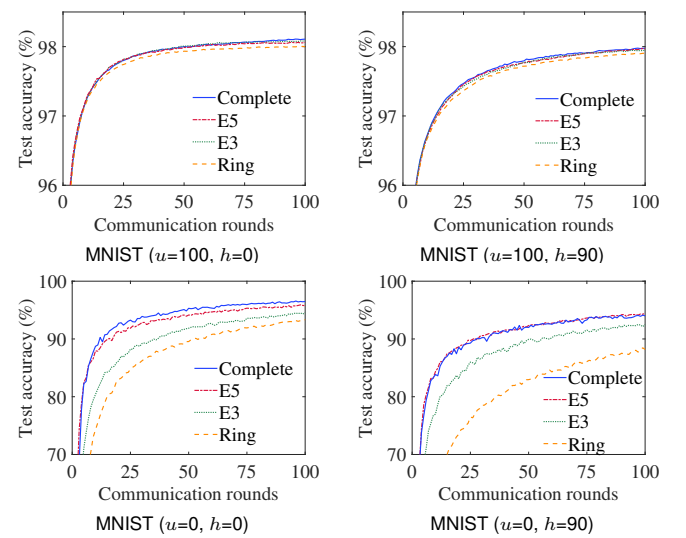 98
97
96
0 25 50 75 100
Test accuracy (%)
Communication rounds
Complete
E5
E3
Ring
MNIST (u=100, h=0)
98
97
96
0 25 50 75 100
Test accuracy (%)
Communication rounds
Complete
E5
E3
Ring
MNIST (u=100, h=90)
100
90
80
70
0 25 50 75 100
Test accuracy (%)
Communication rounds
Complete
E5
E3
Ring
MNIST (u=0, h=0)
100
90
80
70
0 25 50 75 100
Test accuracy (%)
Communication rounds
Complete
E5
E3
Ring
MNIST (u=0, h=90)